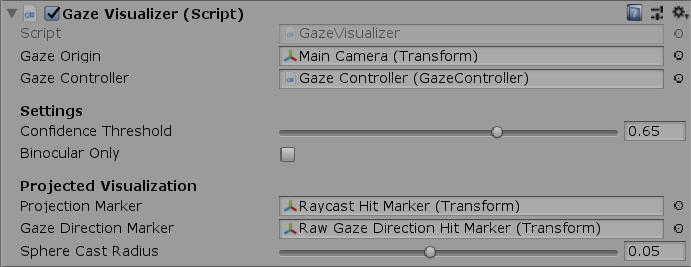 Gaze Visualizer (Script)
Script GazeVisualizer
Gaze Origin Main Camera (Transform)
Gaze Controller Gaze Controller (GazeController)
Settings
Confidence Threshold 0.65
Binocular Only
Projected Visualization
Projection Marker Raycast Hit Marker (Transform)
Gaze Direction Marker Raw Gaze Direction Hit Marker (Transform)
Sphere Cast Radius 0.05